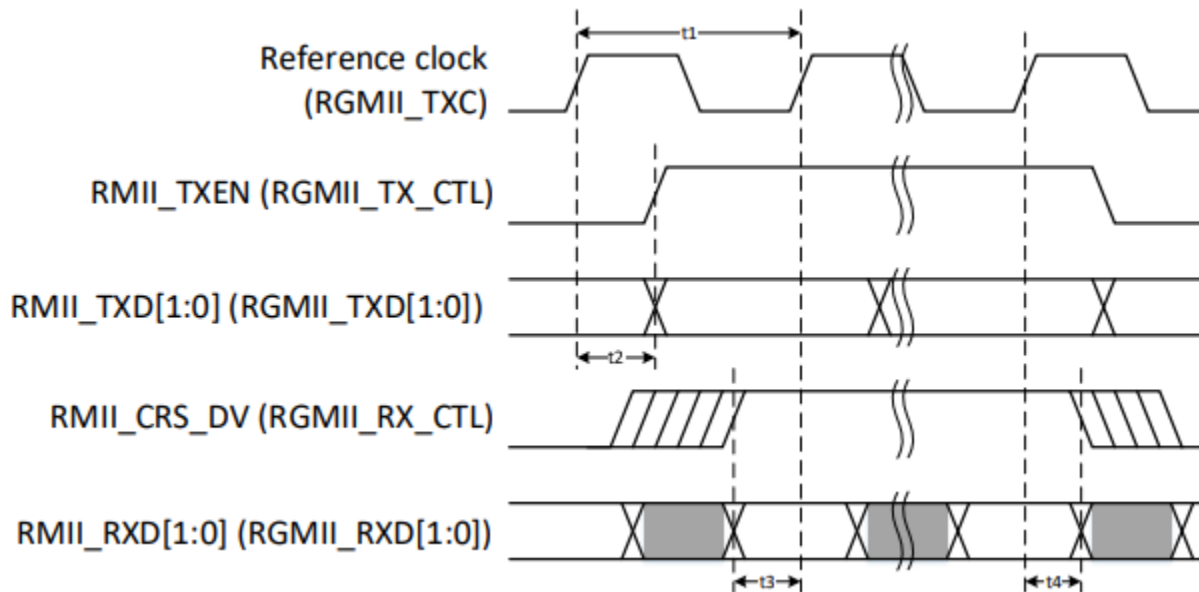 t1
Reference clock
(RGMII_TXC)
RMII_TXEN (RGMII_TX_CTL)
RMII_TXD[1:0] (RGMII_TXD[1:0])
t2
RMII_CRS_DV (RGMII_RX_CTL)
RMII_RXD[1:0] (RGMII_RXD[1:0])
t3
t4